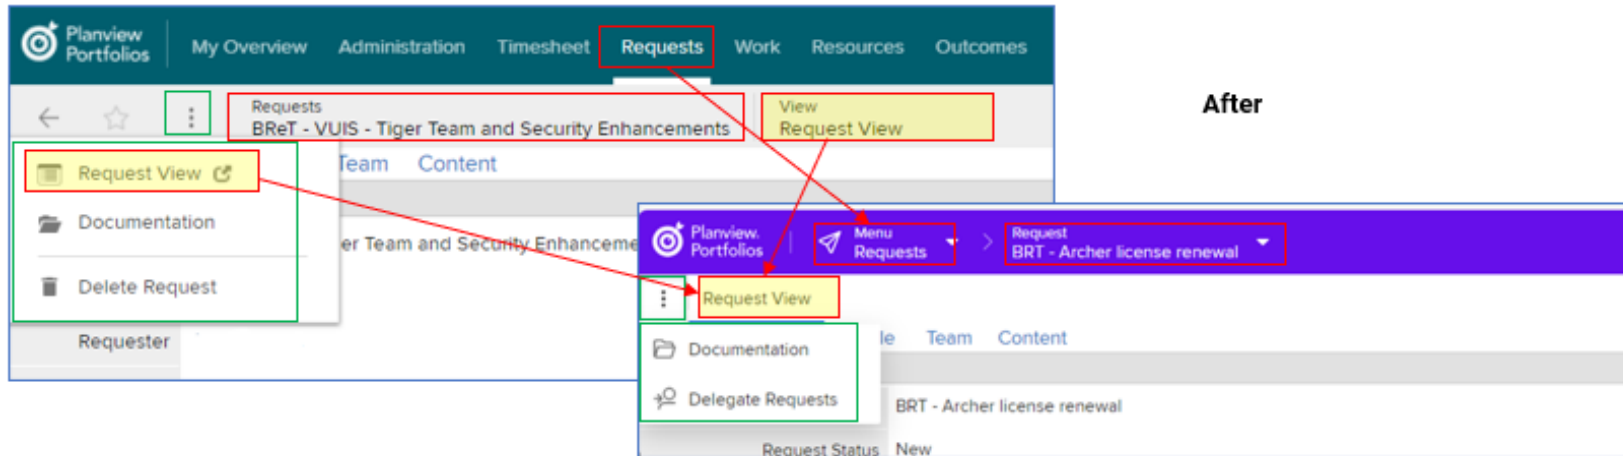 Planview
Portfolios
My Overview
Administration
Timesheet
Requests
Work
Resources
Outcomes
Requests
BReT - VUIS - Tiger Team and Security Enhancements
View
Request View
After
Request View
Team
Content
Documentation
Delete Request
er Team and Security Enhanceme
Requester
Planview.
Portfolios
Menu
Requests
Request
BRT - Archer license renewal
Request View
le
Team
Content
Documentation
Delegate Requests
BRT - Archer license renewal
Request Status
New